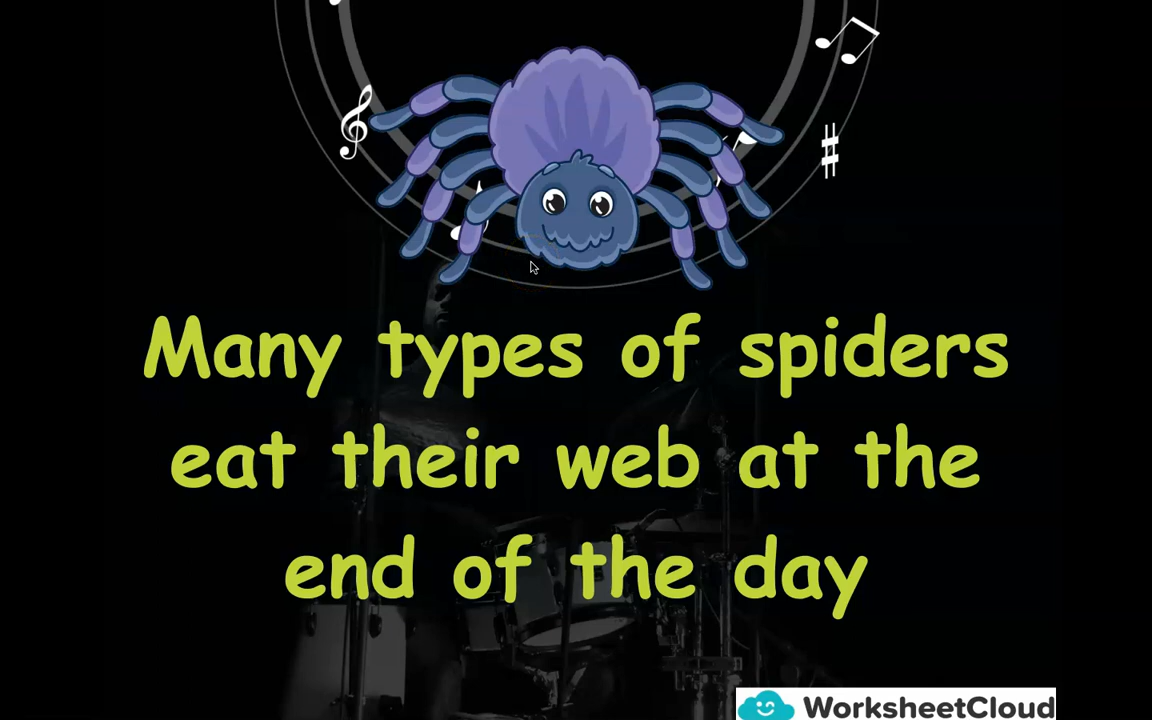 Many types of spiders
eat their web at the
end of the day
WorksheetCloud